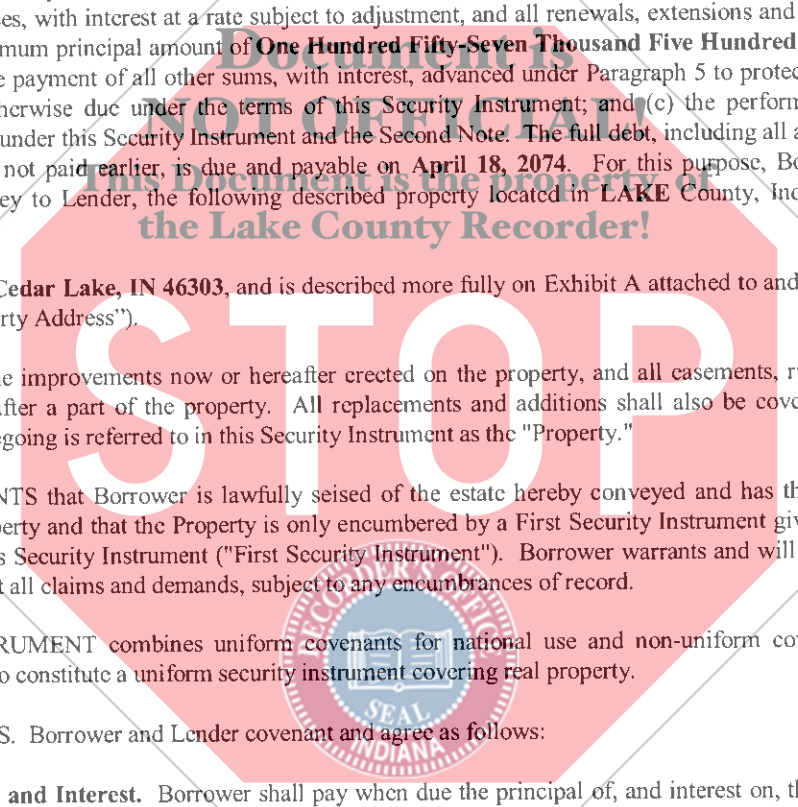 es, with interest at a rate subject to adjustment, and all renewals, extensions and
mum principal amount of One Hundred Fifty-Seven Thousand Five Hundred
Document is
e payment of all other sums, with interest, advanced under Paragraph 5 to protec
herwise due under the terms of this Security Instrument; and (c) the perform
NOT OFFICIAL!
under this Security Instrument and the Second Note. The full debt, including all a
not paid earlier, is due and payable on April 18, 2074. For this purpose, Bo
This Document is the property of
ey to Lender, the following described property located in LAKE County, Inc
the Lake County Recorder!
Cedar Lake, IN 46303, and is described more fully on Exhibit A attached to and
rty Address").
STOP
e improvements now or hereafter erected on the property, and all easements, r
after a part of the property. All replacements and additions shall also be cove
egoing is referred to in this Security Instrument as the "Property."
NTS that Borrower is lawfully seised of the estate hereby conveyed and has th
erty and that the Property is only encumbered by a First Security Instrument giv
s Security Instrument ("First Security Instrument"). Borrower warrants and will
t all claims and demands, subject to any encumbrances of record.
RUMENT combines uniform covenants for national use and non-uniform cov
o constitute a uniform security instrument covering real property.
RECORDER'S OFFICE
SEAL
INDIANA
S. Borrower and Lender covenant and agree as follows:
and Interest. Borrower shall pay when due the principal of, and interest on, th